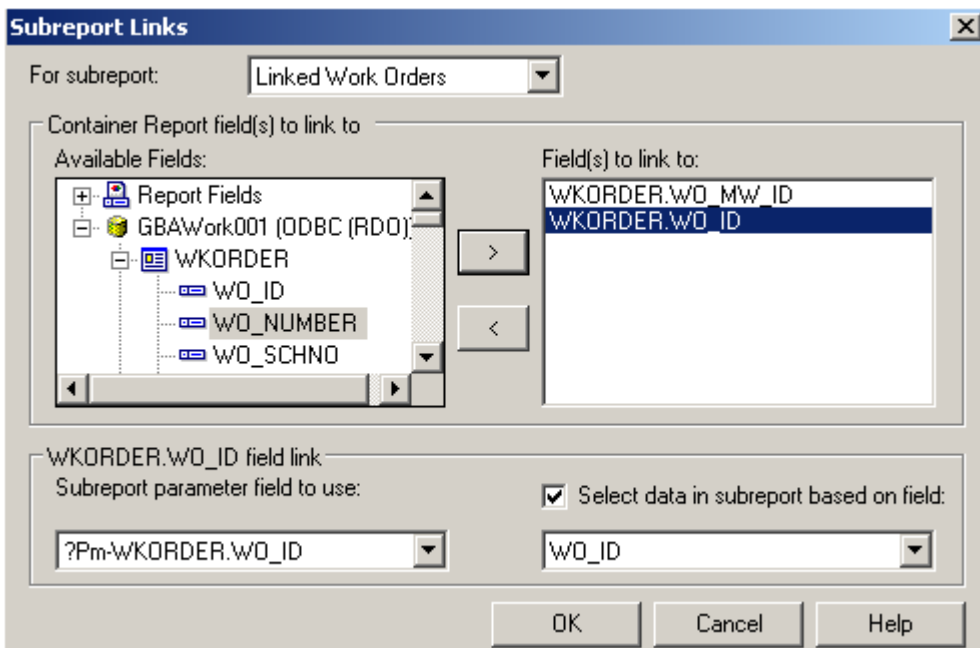 Subreport Links
For subreport:
Linked Work Orders
Container Report field(s) to link to
Available Fields:
Field(s) to link to:
Report Fields
GBAWork001 (ODBC (RDO))
WKORDER
WO_ID
WO_NUMBER
WO_SCHNO
>
<
WKORDER.WO_MW_ID
WKORDER.WO_ID
WKORDER.WO_ID field link
Subreport parameter field to use:
Select data in subreport based on field:
?Pm-WKORDER.WO_ID
WO_ID
OK
Cancel
Help